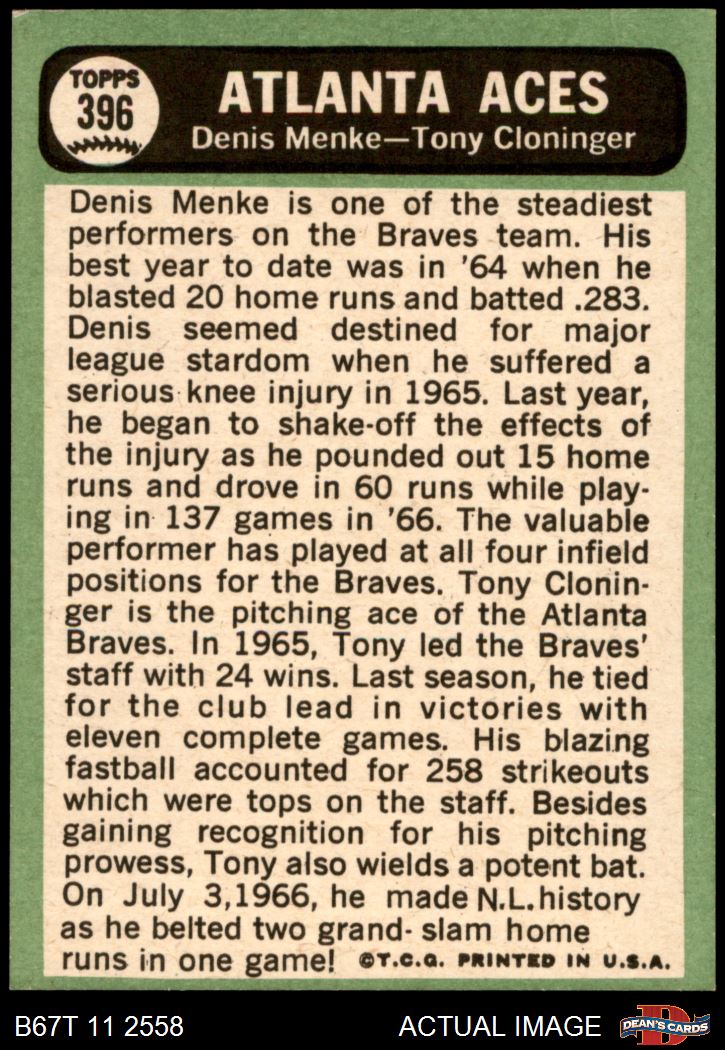 TOPPS
396
ATLANTA ACES
Denis Menke—Tony Cloninger
Denis Menke is one of the steadiest
performers on the Braves team. His
best year to date was in '64 when he
blasted 20 home runs and batted .283.
Denis seemed destined for major
league stardom when he suffered a
serious knee injury in 1965. Last year,
he began to shake-off the effects of
the injury as he pounded out 15 home
runs and drove in 60 runs while play-
ing in 137 games in '66. The valuable
performer has played at all four infield
positions for the Braves. Tony Clonin-
ger is the pitching ace of the Atlanta
Braves. In 1965, Tony led the Braves'
staff with 24 wins. Last season, he tied
for the club lead in victories with
eleven complete games. His blazing
fastball accounted for 258 strikeouts
which were tops on the staff. Besides
gaining recognition for his pitching
prowess, Tony also wields a potent bat.
On July 3,1966, he made N.L. history
as he belted two grand- slam home
runs in one game! ©T.C.G. PRINTED IN U.S.A.
B67T 11 2558
ACTUAL IMAGE
D
DEAN'S CARDS